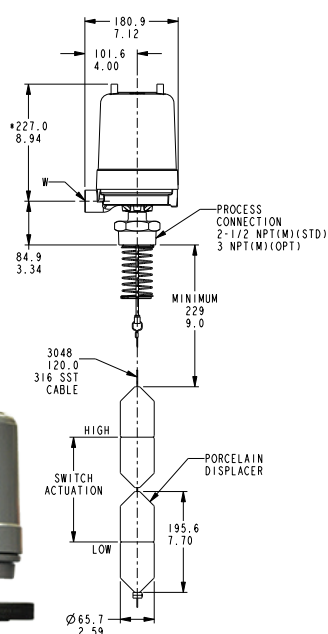 180.9
7.12
101.6
4.00
*227.0
8.94
W
84.9
3.34
PROCESS
CONNECTION
2-1/2 NPT(M)(STD)
3 NPT(M)(OPT)
MINIMUM
229
9.0
3048
120.0
316 SST
CABLE
HIGH
PORCELAIN
DISPLACER
SWITCH
ACTUATION
195.6
7.70
LOW
Ø65.7
2.59